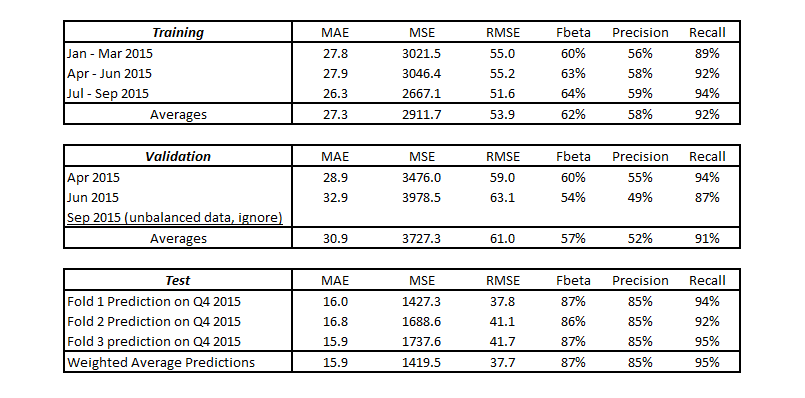 Training MAE MSE RMSE Fbeta Precision Recall
Jan - Mar 2015 27.8 3021.5 55.0 60% 56% 89%
Apr - Jun 2015 27.9 3046.4 55.2 63% 58% 92%
Jul - Sep 2015 26.3 2667.1 51.6 64% 59% 94%
Averages 27.3 2911.7 53.9 62% 58% 92%
Validation MAE MSE RMSE Fbeta Precision Recall
Apr 2015 28.9 3476.0 59.0 60% 55% 94%
Jun 2015 32.9 3978.5 63.1 54% 49% 87%
Sep 2015 (unbalanced data, ignore)
Averages 30.9 3727.3 61.0 57% 52% 91%
Test MAE MSE RMSE Fbeta Precision Recall
Fold 1 Prediction on Q4 2015 16.0 1427.3 37.8 87% 85% 94%
Fold 2 Prediction on Q4 2015 16.8 1688.6 41.1 86% 85% 92%
Fold 3 prediction on Q4 2015 15.9 1737.6 41.7 87% 85% 95%
Weighted Average Predictions 15.9 1419.5 37.7 87% 85% 95%